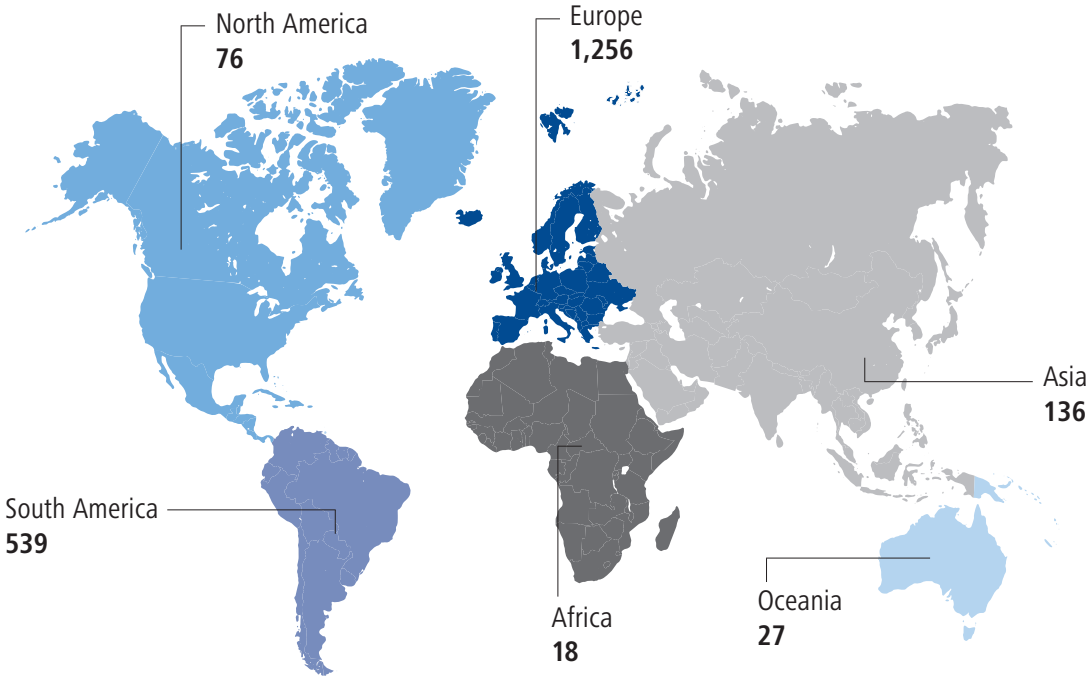 North America
76
Europe
1,256
Asia
136
South America
539
Africa
18
Oceania
27